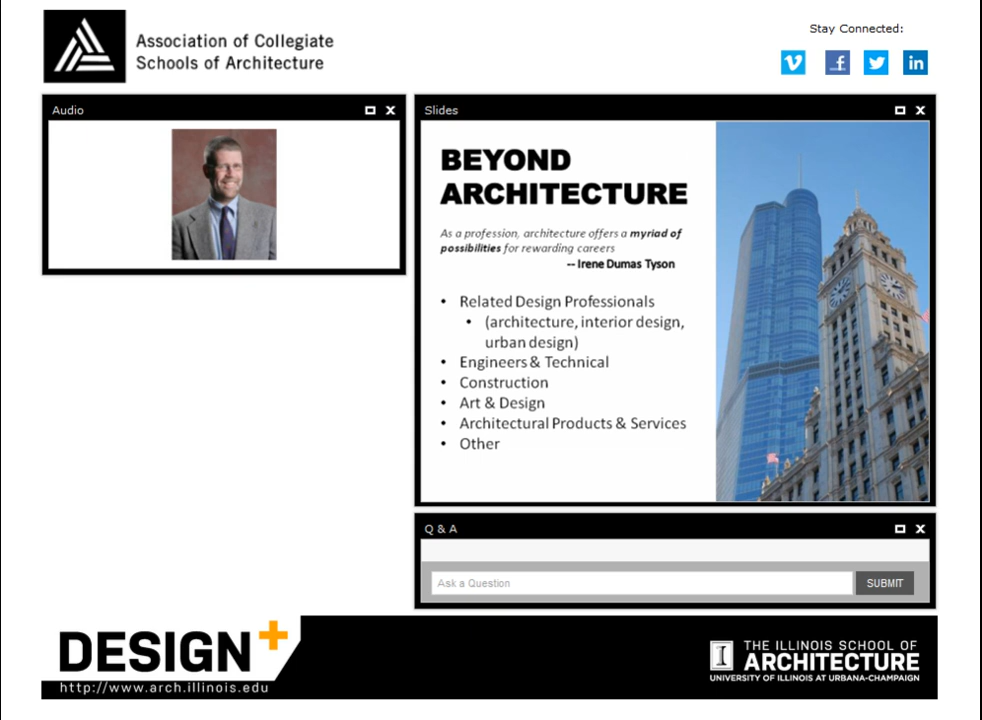 Association of Collegiate
Schools of Architecture
Stay Connected:
Audio
Slides
BEYOND
ARCHITECTURE
As a profession, architecture offers a myriad of
possibilities for rewarding careers
-- Irene Dumas Tyson
• Related Design Professionals
• (architecture, interior design,
urban design)
• Engineers & Technical
• Construction
• Art & Design
• Architectural Products & Services
• Other
Q & A
Ask a Question
SUBMIT
DESIGN+
http://www.arch.illinois.edu
I
THE ILLINOIS SCHOOL OF
ARCHITECTURE
UNIVERSITY OF ILLINOIS AT URBANA-CHAMPAIGN